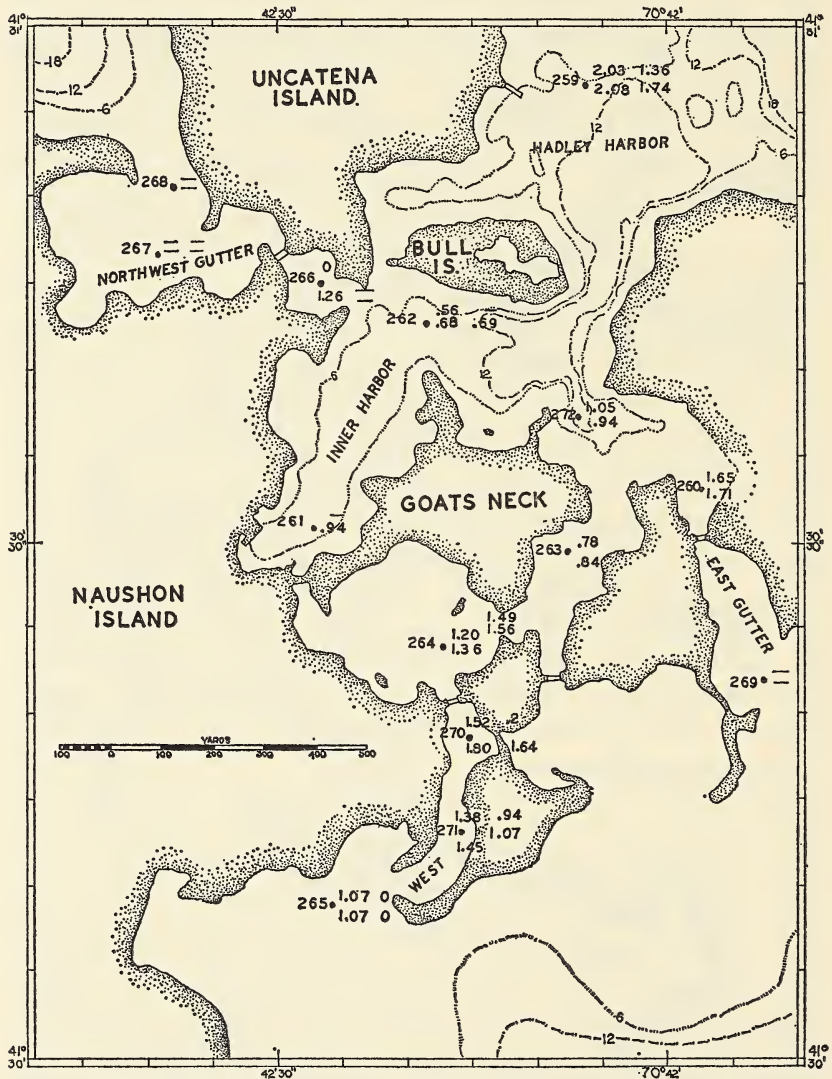 41° 42'30" 70°42' 41°
31' 31'
18
12
6
UNCATENA
ISLAND.
259 2.03 1.36
2.08 1.74
12
18
6
12
HADLEY HARBOR
268
267
NORTHWEST GUTTER
BULL
IS.
266 0
1.26
262 .56
.68 .69
6
12
INNER HARBOR
272 1.05
.94
GOATS NECK
260 1.65
1.71
261 .94
30" 30"
263 .78
.84
EAST GUTTER
NAUSHON
ISLAND
264 1.20 1.49
1.36 1.56
269
270 1.52 .2
1.80 1.64
YARDS
100 0 100 200 300 400 500
271 1.38 .94
1.45 1.07
WEST
265 1.07 0
1.07 0
6
12
41° 41°
30' 42'30" 70°42' 30'